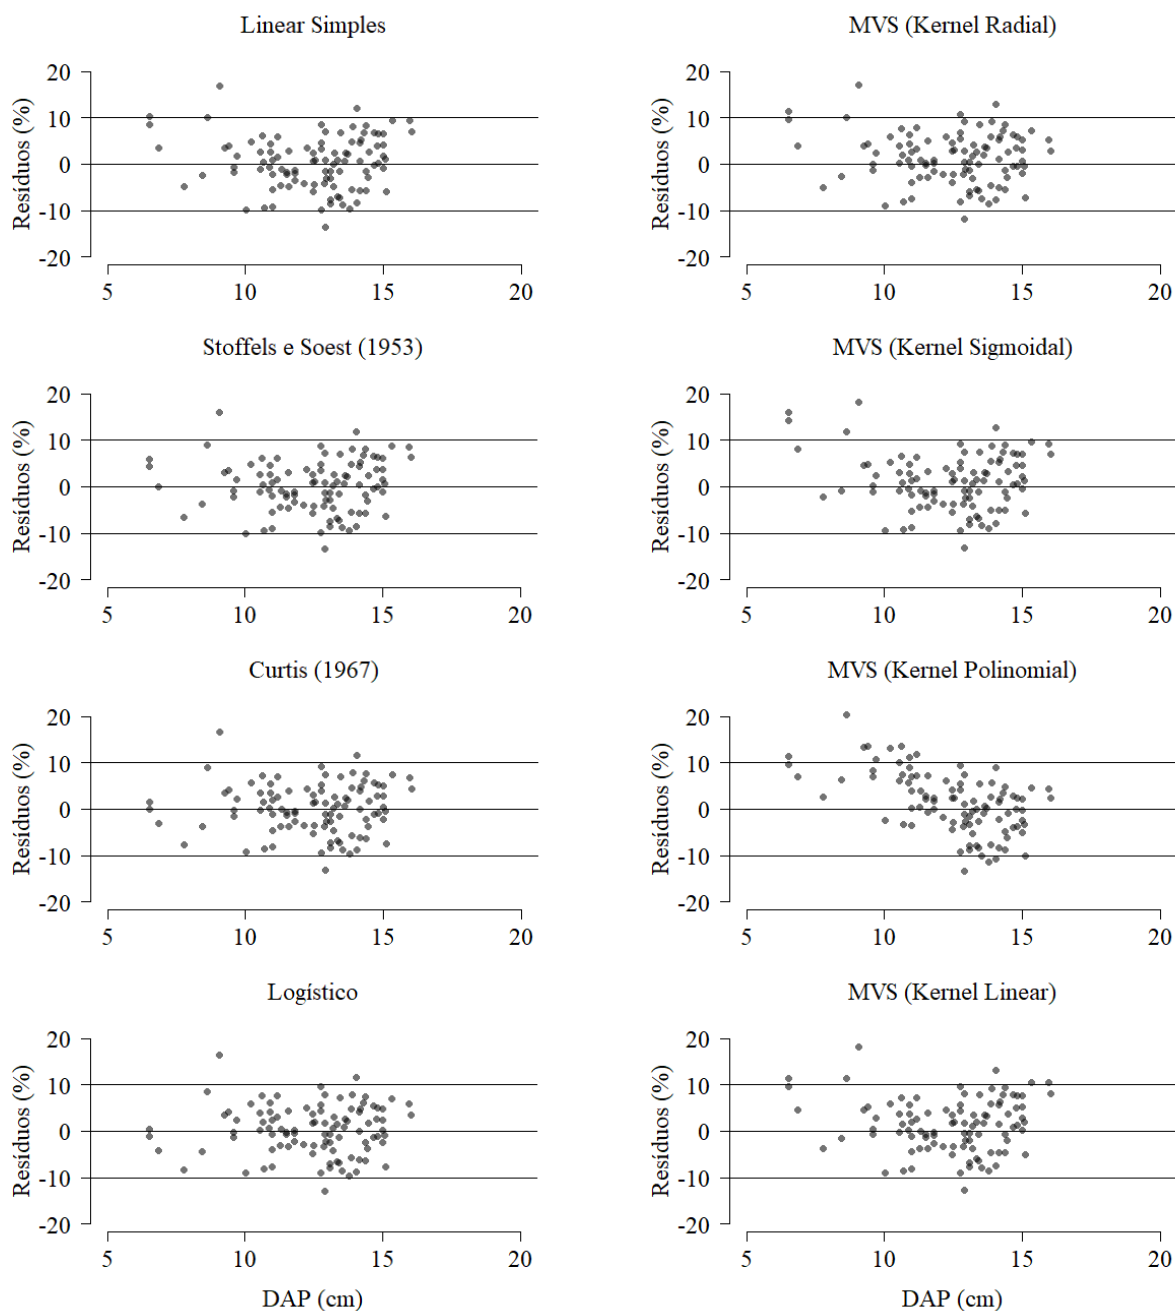 Linear Simples
MVS (Kernel Radial)
Resíduos (%)
20
10
0
-10
-20
5 10 15 20
Resíduos (%)
20
10
0
-10
-20
5 10 15 20
Stoffels e Soest (1953)
MVS (Kernel Sigmoidal)
Resíduos (%)
20
10
0
-10
-20
5 10 15 20
Resíduos (%)
20
10
0
-10
-20
5 10 15 20
Curtis (1967)
MVS (Kernel Polinomial)
Resíduos (%)
20
10
0
-10
-20
5 10 15 20
Resíduos (%)
20
10
0
-10
-20
5 10 15 20
Logístico
MVS (Kernel Linear)
Resíduos (%)
20
10
0
-10
-20
5 10 15 20
DAP (cm)
Resíduos (%)
20
10
0
-10
-20
5 10 15 20
DAP (cm)